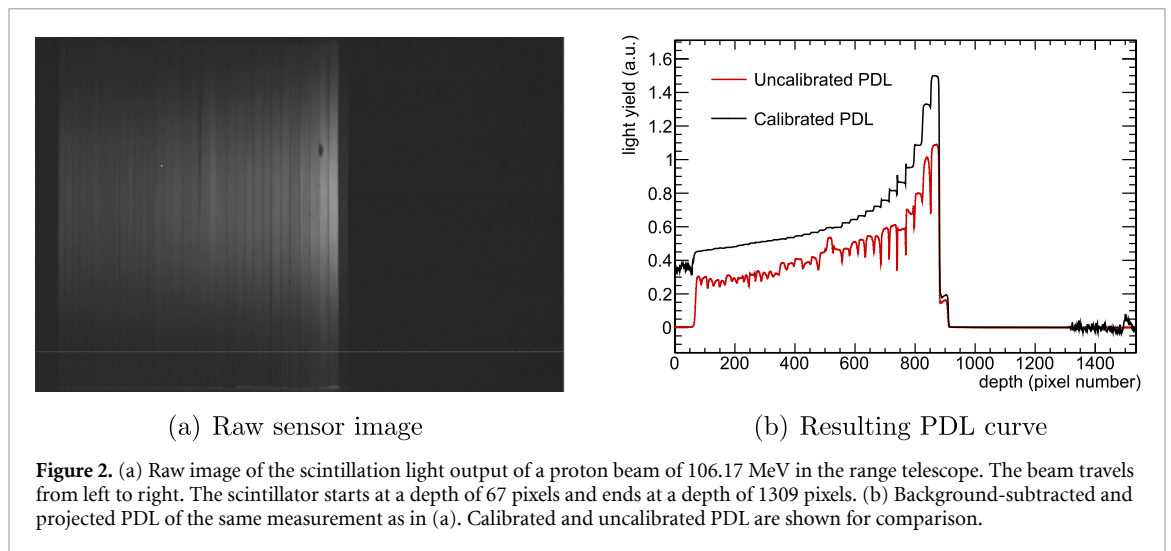 light yield (a.u.)
1.6
1.4
1.2
1
0.8
0.6
0.4
0.2
0
Uncalibrated PDL
Calibrated PDL
0 200 400 600 800 1000 1200 1400
depth (pixel number)
(a) Raw sensor image
(b) Resulting PDL curve
Figure 2. (a) Raw image of the scintillation light output of a proton beam of 106.17 MeV in the range telescope. The beam travels
from left to right. The scintillator starts at a depth of 67 pixels and ends at a depth of 1309 pixels. (b) Background-subtracted and
projected PDL of the same measurement as in (a). Calibrated and uncalibrated PDL are shown for comparison.